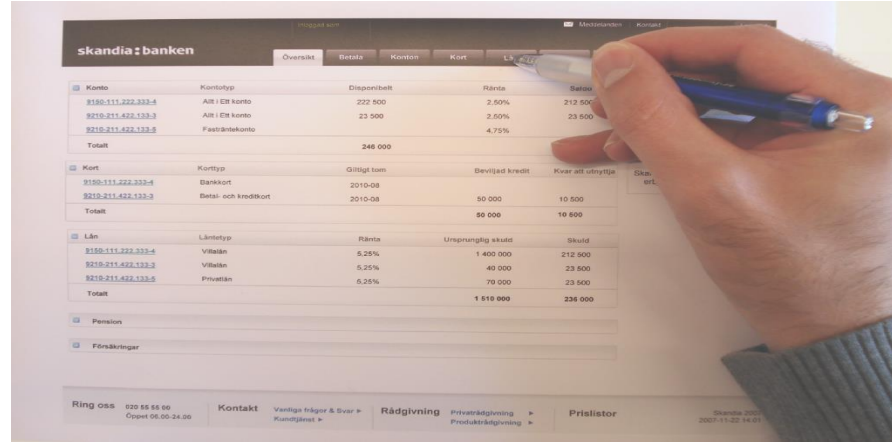 Inloggad som
Meddelanden Kontakt
skandia:banken
Översikt Betala Konton Kort Lån
Konto Kontotyp Disponibelt Ränta Saldo
9150-111.222.333-4 Allt i Ett konto 222 500 2.50% 212 500
9210-211.422.133-3 Allt i Ett konto 23 500 2.50% 23 500
9210-211.422.133-5 Fasträntekonto 4,75%
Totalt 246 000
Kort Korttyp Giltigt tom Beviljad kredit Kvar att utnyttja
9150-111.222.333-4 Bankkort 2010-08
9210-211.422.133-3 Betal- och kreditkort 2010-08 50 000 10 500
Totalt 50 000 10 500
Lån Låntetyp Ränta Ursprunglig skuld Skuld
9150-111.222.333-4 Villalån 5,25% 1 400 000 212 500
9210-211.422.133-3 Villalån 5,25% 40 000 23 500
9210-211.422.133-5 Privatlån 5,25% 70 000 23 500
Totalt 1 510 000 236 000
Pension
Försäkringar
Ring oss 020 55 55 00 Kontakt Vanliga frågor & Svar Rådgivning Privatrådgivning Prislistor Skandia 2007
Öppet 06.00-24.00 Kundtjänst Produktrådgivning 2007-11-22 14:01